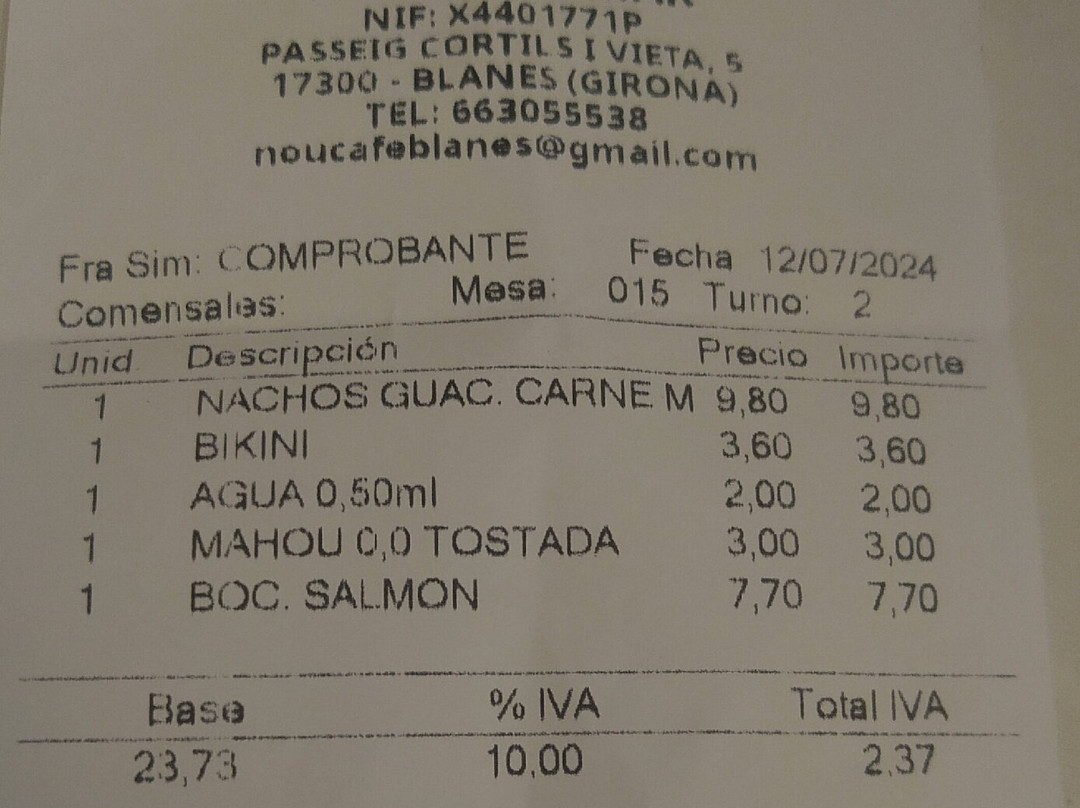 NIF: X4401771P
PASSEIG CORTILS I VIETA, 5
17300 - BLANES (GIRONA)
TEL: 663055538
noucafeblanes@gmail.com
Fra Sim: COMPROBANTE Fecha 12/07/2024
Comensales: Mesa: 015 Turno: 2
Unid Descripción Precio Importe
1 NACHOS GUAC. CARNE M 9,80 9,80
1 BIKINI 3,60 3,60
1 AGUA 0,50ml 2,00 2,00
1 MAHOU 0,0 TOSTADA 3,00 3,00
1 BOC. SALMON 7,70 7,70
Base % IVA Total IVA
23,73 10,00 2,37